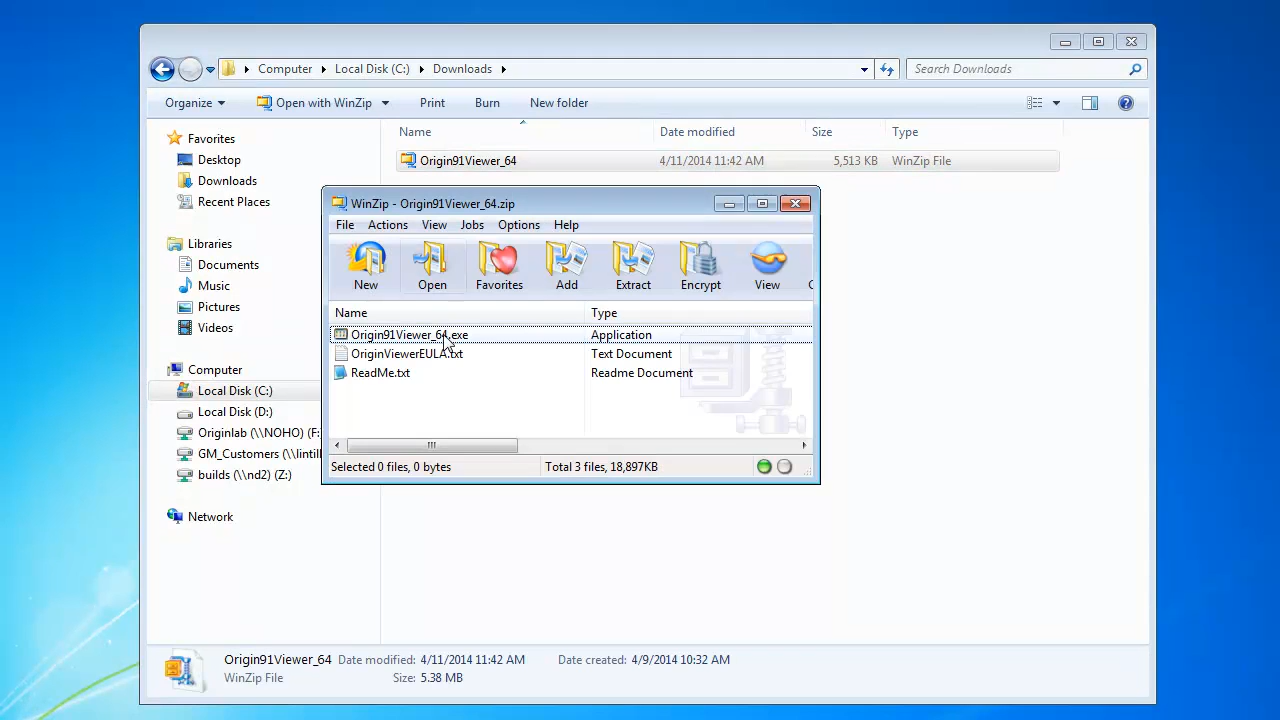 Computer Local Disk (C:) Downloads Search Downloads
Organize Open with WinZip Print Burn New folder
Favorites
Desktop
Downloads
Recent Places
Libraries
Documents
Music
Pictures
Videos
Computer
Local Disk (C:)
Local Disk (D:)
Originlab (\\NOHO) (F:
GM_Customers (\\lintill
builds (\\nd2) (Z:)
Network
Name Date modified Size Type
Origin91Viewer_64 4/11/2014 11:42 AM 5,513 KB WinZip File
WinZip - Origin91Viewer_64.zip
File Actions View Jobs Options Help
New Open Favorites Add Extract Encrypt View
Name Type
Origin91Viewer_64.exe Application
OriginViewerEULA.txt Text Document
ReadMe.txt Readme Document
Selected 0 files, 0 bytes Total 3 files, 18,897KB
Origin91Viewer_64 Date modified: 4/11/2014 11:42 AM Date created: 4/9/2014 10:32 AM
WinZip File Size: 5.38 MB